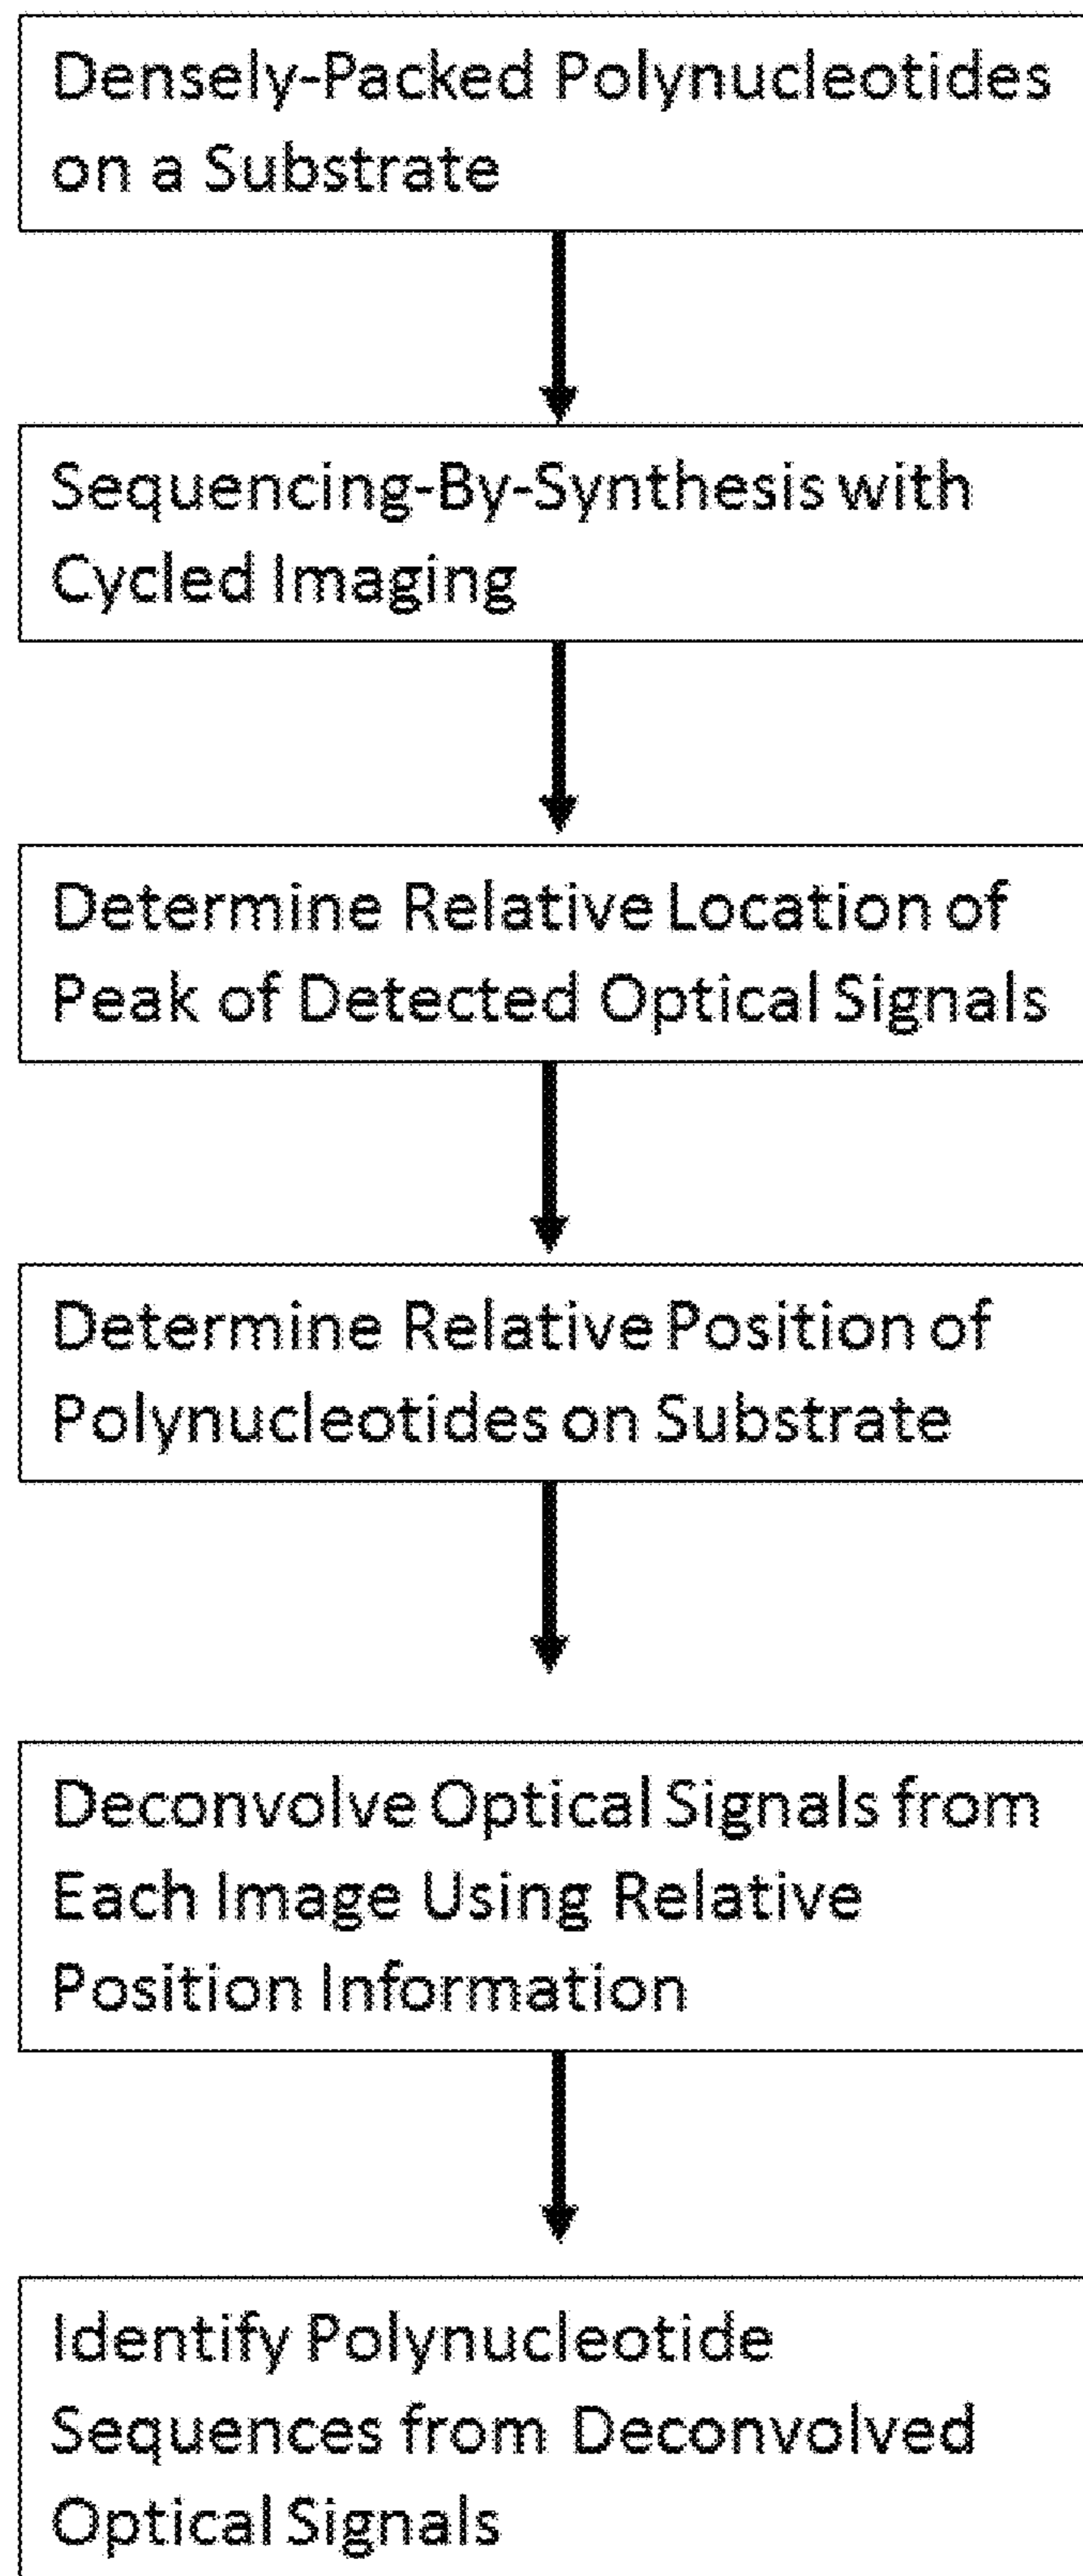 Densely-Packed Polynucleotides
on a Substrate
Sequencing-By-Synthesis with
Cycled Imaging
Determine Relative Location of
Peak of Detected Optical Signals
Determine Relative Position of
Polynucleotides on Substrate
Deconvolve Optical Signals from
Each Image Using Relative
Position Information
Identify Polynucleotide
Sequences from Deconvolved
Optical Signals